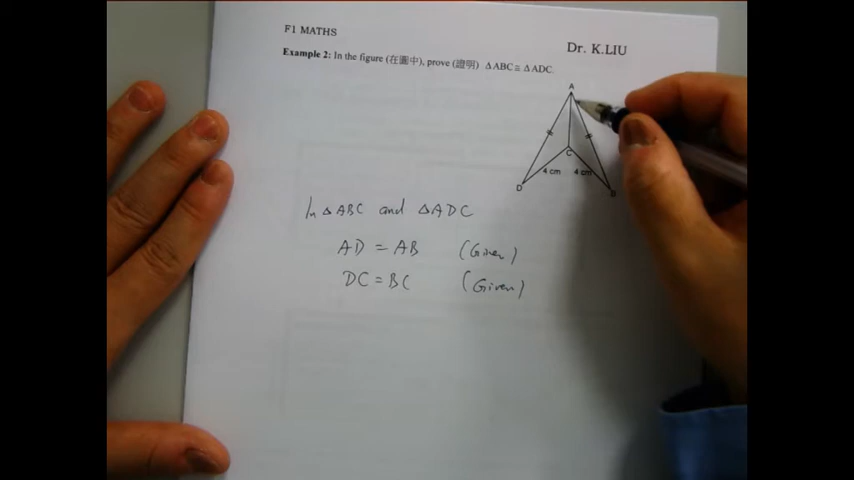 F1 MATHS
Dr. K.LIU
Example 2: In the figure (在圖中), prove (證明) ΔABC ≅ ΔADC.
A
C
4 cm 4 cm
D
B
In ΔABC and ΔADC
AD = AB (Given)
DC = BC (Given)